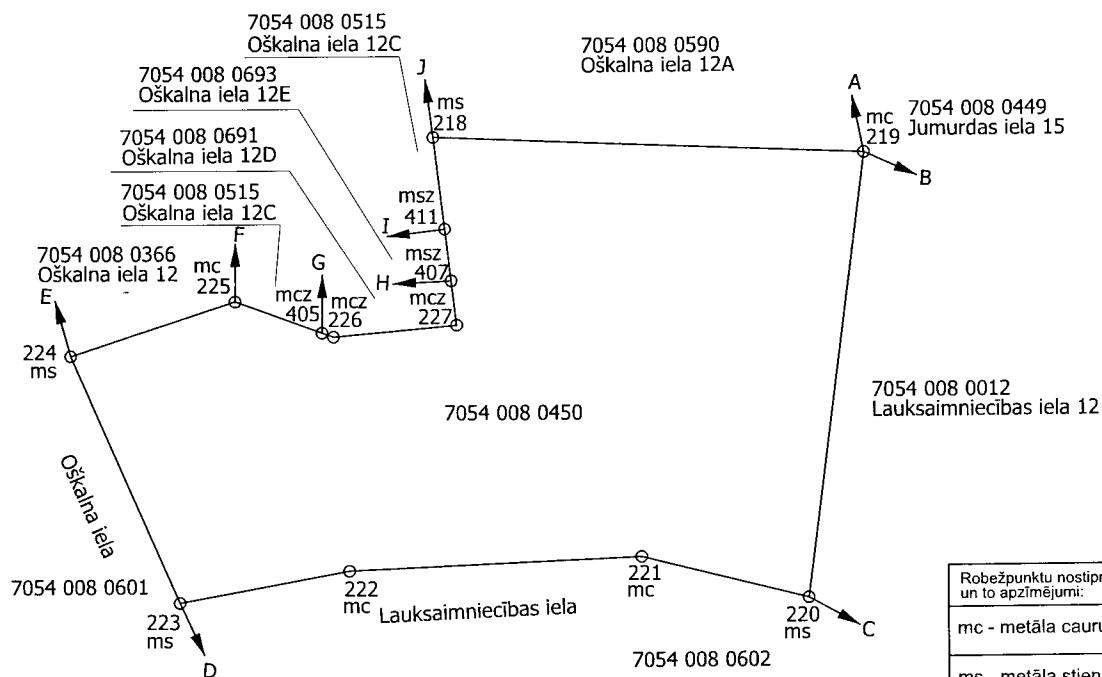 7054 008 0515
Oškalna iela 12C
7054 008 0590
Oškalna iela 12A
J
7054 008 0693
Oškalna iela 12E
A
ms
218
mc
219
7054 008 0449
Jumurdas iela 15
7054 008 0691
Oškalna iela 12D
B
7054 008 0515
Oškalna iela 12C
msz
411
I
F
7054 008 0366
Oškalna iela 12
mc
225
G
msz
407
H
E
mcz
405
mcz
226
mcz
227
224
ms
7054 008 0012
Lauksaimniecības iela 12
7054 008 0450
Oškalna iela
7054 008 0601
222
mc
221
mc
Lauksaimniecības iela
223
ms
220
ms
C
D
7054 008 0602
Robežpunktu nostipr
un to apzīmējumi:
mc - metāla cauru
ms - metāla stien